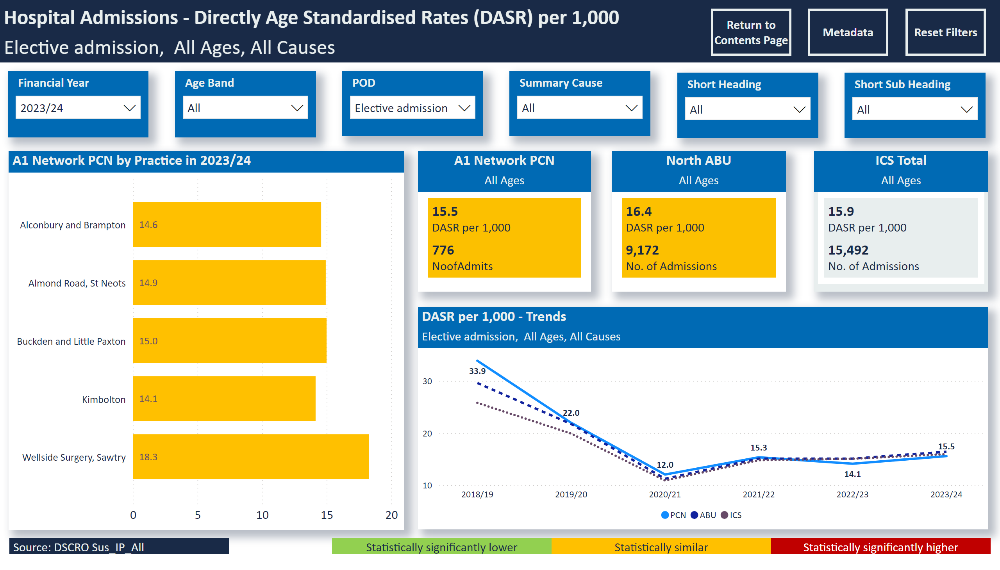 Hospital Admissions - Directly Age Standardised Rates (DASR) per 1,000
Elective admission,  All Ages, All Causes
Return to
Contents Page
Metadata
Reset Filters
Financial Year
2023/24
Age Band
All
POD
Elective admission
Summary Cause
All
Short Heading
All
Short Sub Heading
All
A1 Network PCN by Practice in 2023/24
Alconbury and Brampton
14.6
Almond Road, St Neots
14.9
Buckden and Little Paxton
15.0
Kimbolton
14.1
Wellside Surgery, Sawtry
18.3
0 5 10 15 20
A1 Network PCN
All Ages
15.5
DASR per 1,000
776
NoofAdmits
North ABU
All Ages
16.4
DASR per 1,000
9,172
No. of Admissions
ICS Total
All Ages
15.9
DASR per 1,000
15,492
No. of Admissions
DASR per 1,000 - Trends
Elective admission,  All Ages, All Causes
33.9
30
22.0
20
15.3
15.5
12.0
14.1
10
2018/19 2019/20 2020/21 2021/22 2022/23 2023/24
PCN ABU ICS
Source: DSCRO Sus_IP_All
Statistically significantly lower
Statistically similar
Statistically significantly higher